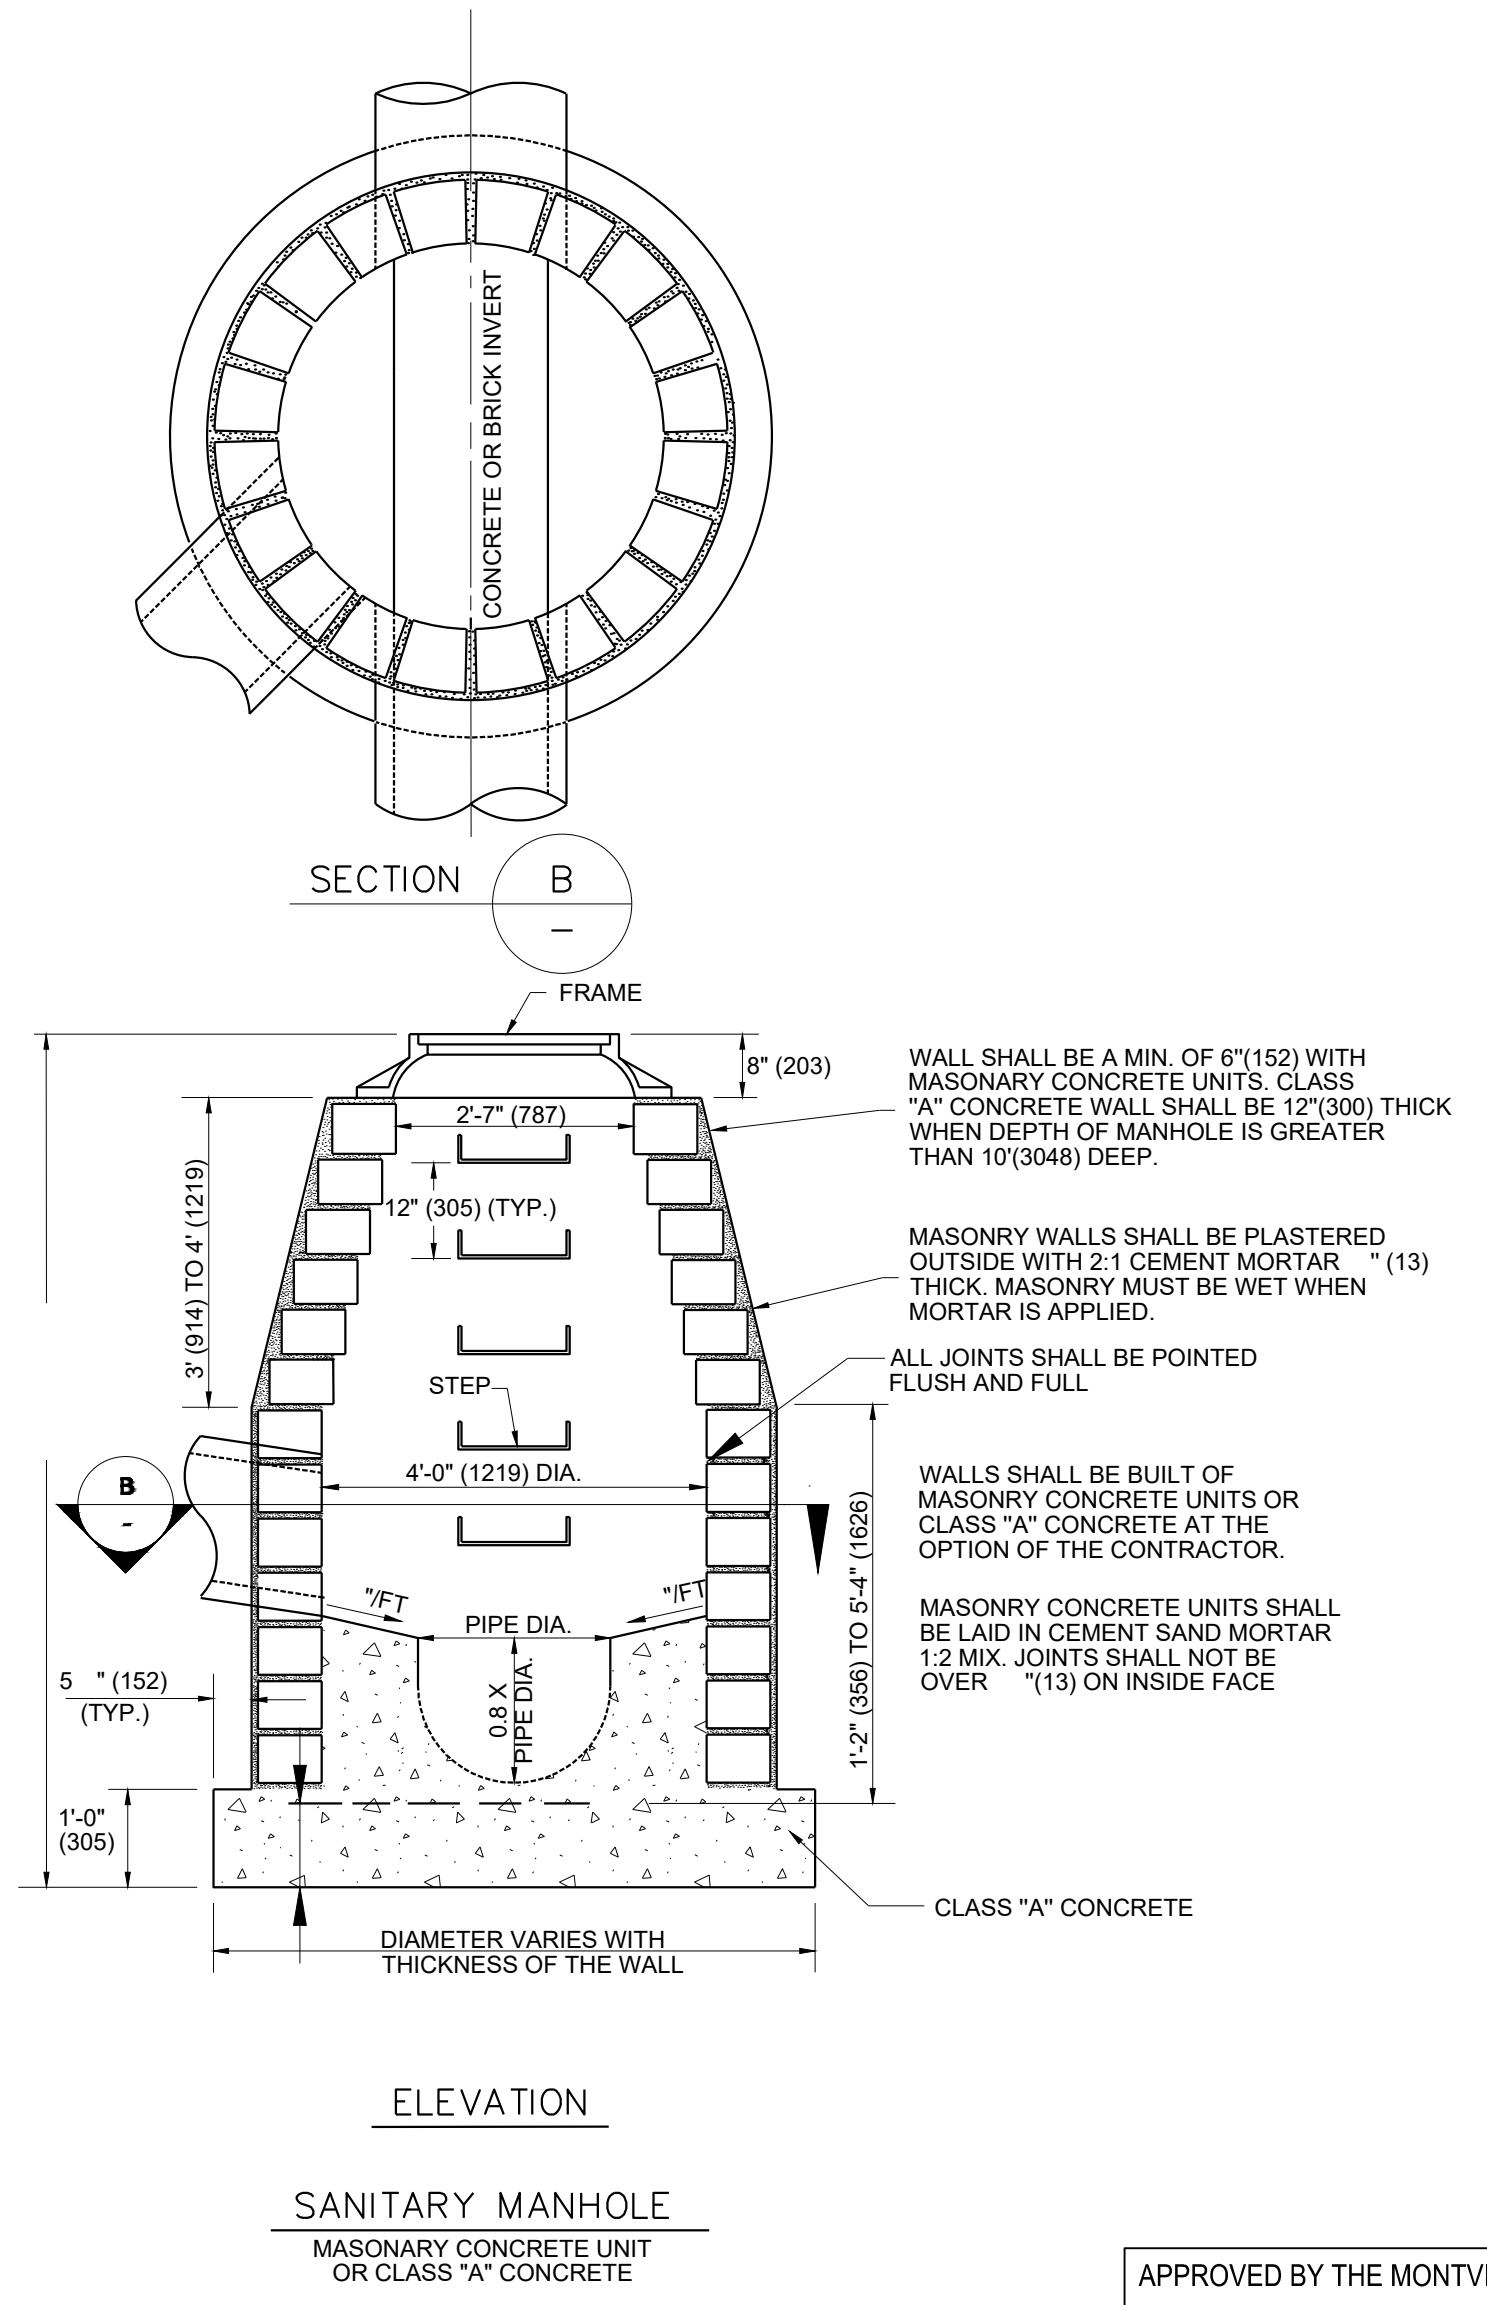 CONCRETE OR BRICK INVERT
SECTION
B
–
FRAME
8" (203)
2'-7" (787)
12" (305) (TYP.)
3' (914) TO 4' (1219)
STEP
4'-0" (1219) DIA.
B
-
"/FT
"/FT
PIPE DIA.
0.8 X
PIPE DIA.
5 " (152)
(TYP.)
1'-0"
(305)
1'-2" (356) TO 5'-4" (1626)
DIAMETER VARIES WITH
THICKNESS OF THE WALL
WALL SHALL BE A MIN. OF 6"(152) WITH
MASONARY CONCRETE UNITS. CLASS
"A" CONCRETE WALL SHALL BE 12"(300) THICK
WHEN DEPTH OF MANHOLE IS GREATER
THAN 10'(3048) DEEP.
MASONRY WALLS SHALL BE PLASTERED
OUTSIDE WITH 2:1 CEMENT MORTAR " (13)
THICK. MASONRY MUST BE WET WHEN
MORTAR IS APPLIED.
ALL JOINTS SHALL BE POINTED
FLUSH AND FULL
WALLS SHALL BE BUILT OF
MASONRY CONCRETE UNITS OR
CLASS "A" CONCRETE AT THE
OPTION OF THE CONTRACTOR.
MASONRY CONCRETE UNITS SHALL
BE LAID IN CEMENT SAND MORTAR
1:2 MIX. JOINTS SHALL NOT BE
OVER "(13) ON INSIDE FACE
CLASS "A" CONCRETE
ELEVATION
SANITARY MANHOLE
MASONARY CONCRETE UNIT
OR CLASS "A" CONCRETE
APPROVED BY THE